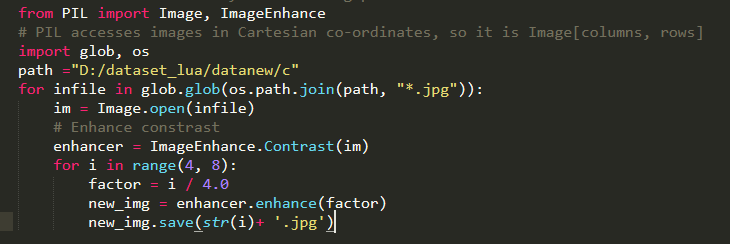 from PIL import Image, ImageEnhance
# PIL accesses images in Cartesian co-ordinates, so it is Image[columns, rows]
import glob, os
path ="D:/dataset_lua/datanew/c"
for infile in glob.glob(os.path.join(path, "*.jpg")):
    im = Image.open(infile)
    # Enhance constrast
    enhancer = ImageEnhance.Contrast(im)
    for i in range(4, 8):
        factor = i / 4.0
        new_img = enhancer.enhance(factor)
        new_img.save(str(i)+ '.jpg')